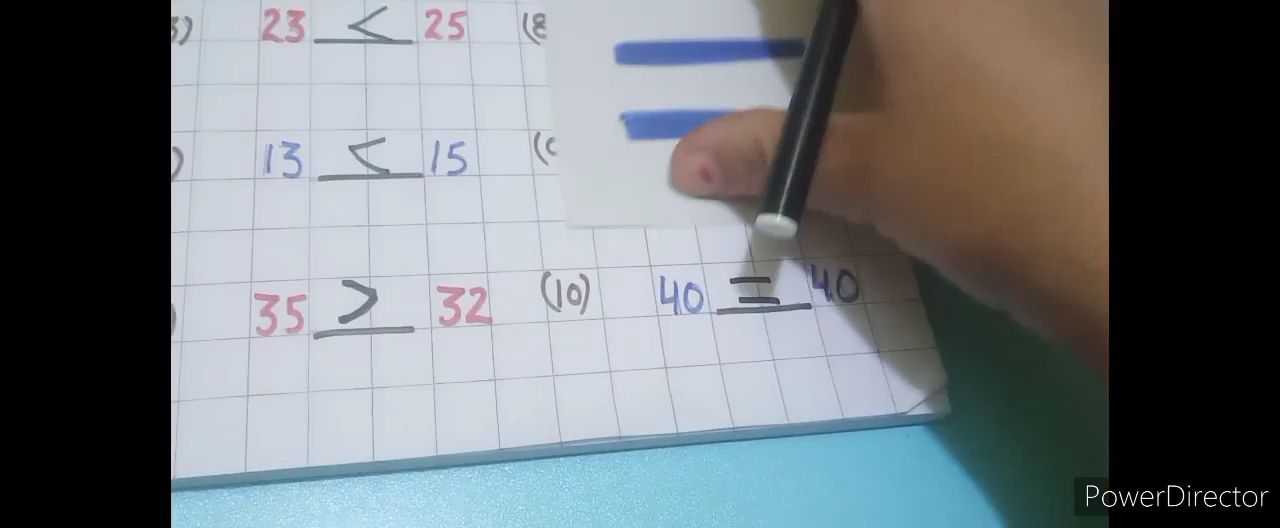 23 < 25
13 < 15
35 > 32
(10) 40 = 40
PowerDirector